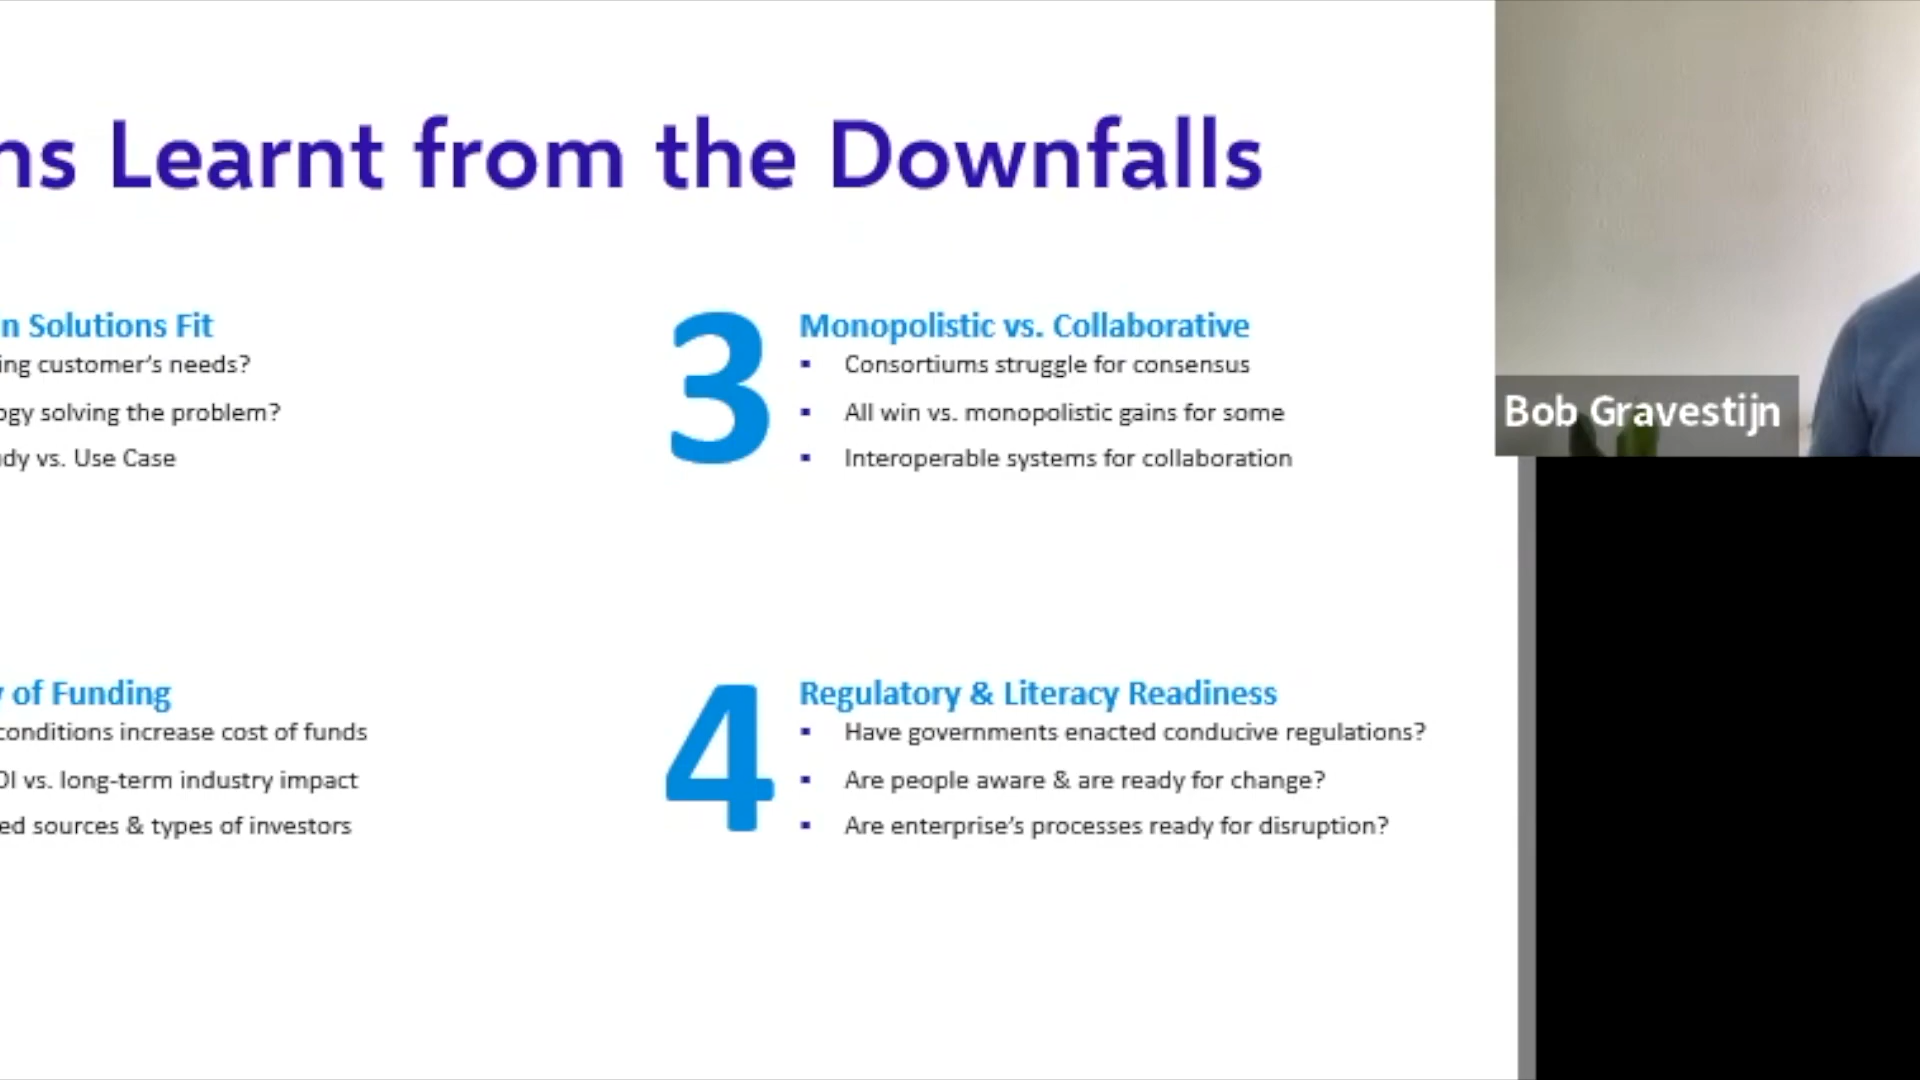 ns Learnt from the Downfalls
n Solutions Fit
ing customer's needs?
ogy solving the problem?
dy vs. Use Case
3
Monopolistic vs. Collaborative
▪ Consortiums struggle for consensus
▪ All win vs. monopolistic gains for some
▪ Interoperable systems for collaboration
of Funding
conditions increase cost of funds
OI vs. long-term industry impact
ed sources & types of investors
4
Regulatory & Literacy Readiness
▪ Have governments enacted conducive regulations?
▪ Are people aware & are ready for change?
▪ Are enterprise's processes ready for disruption?
Bob Gravestijn